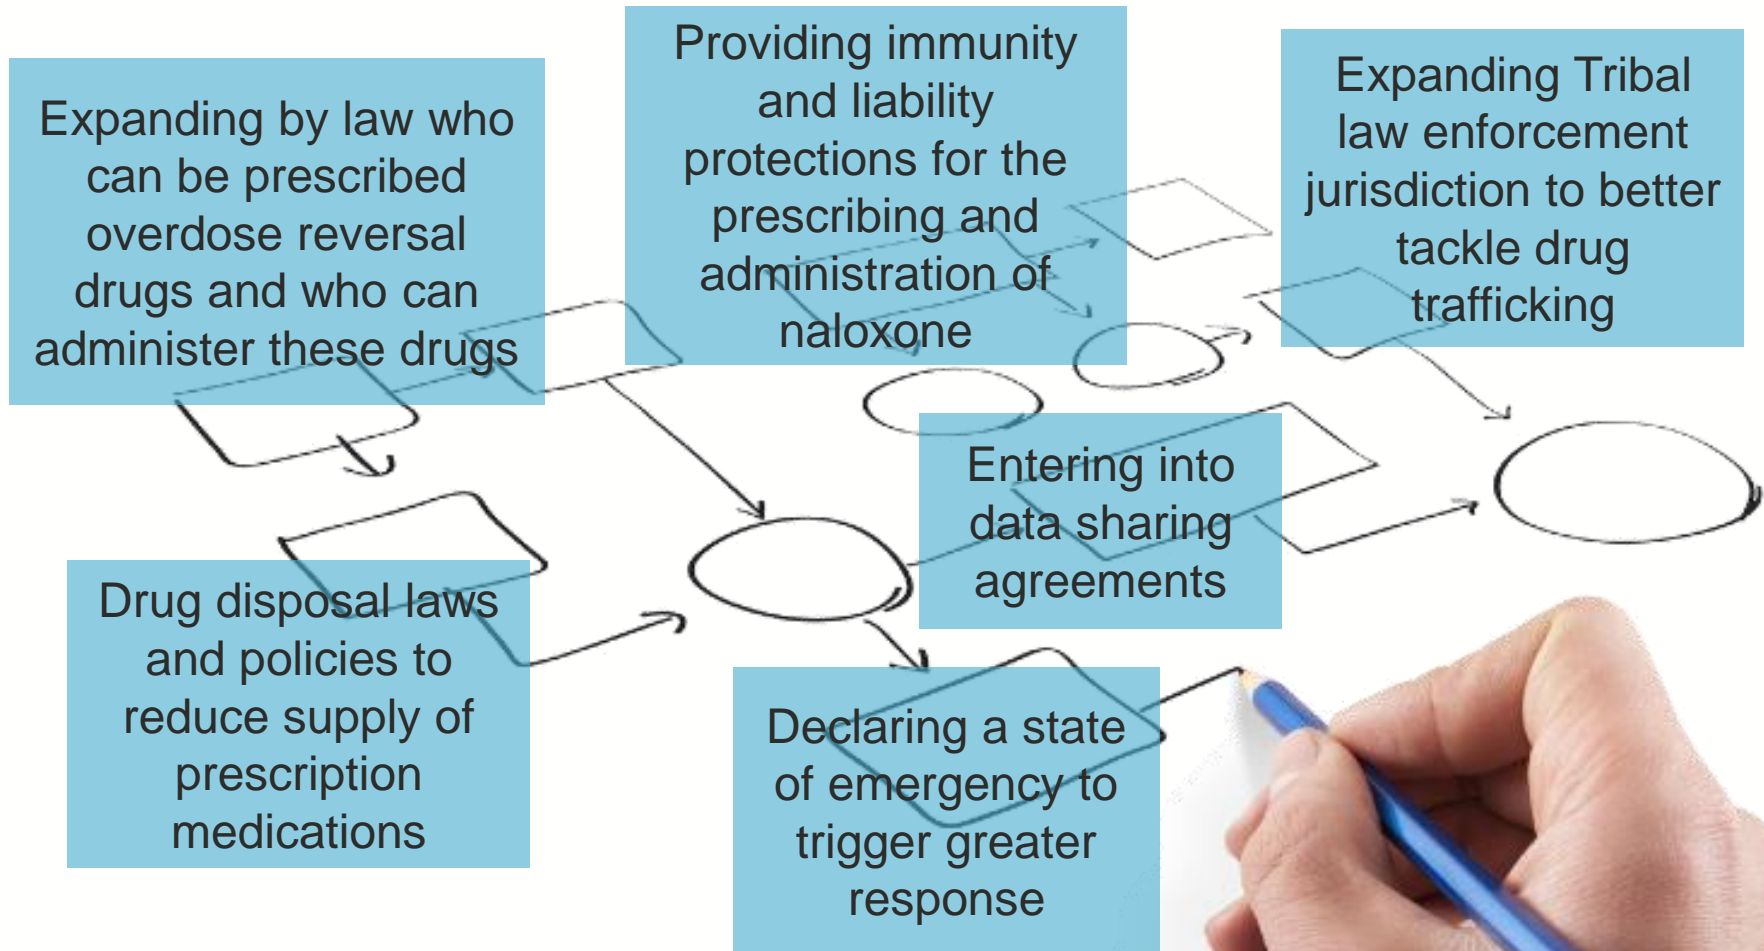 Expanding by law who
can be prescribed
overdose reversal
drugs and who can
administer these drugs
Providing immunity
and liability
protections for the
prescribing and
administration of
naloxone
Expanding Tribal
law enforcement
jurisdiction to better
tackle drug
trafficking
Drug disposal laws
and policies to
reduce supply of
prescription
medications
Entering into
data sharing
agreements
Declaring a state
of emergency to
trigger greater
response